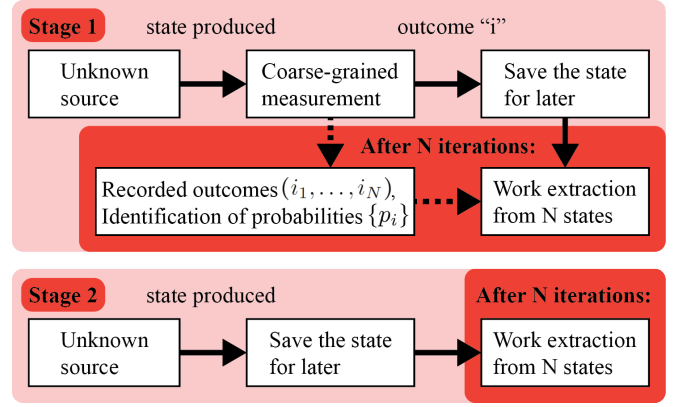 Stage 1
state produced
outcome “i”
Unknown
source
Coarse-grained
measurement
Save the state
for later
After N iterations:
Recorded outcomes (i₁, . . . , i_N),
Identification of probabilities {pᵢ}
Work extraction
from N states
Stage 2
state produced
After N iterations:
Unknown
source
Save the state
for later
Work extraction
from N states